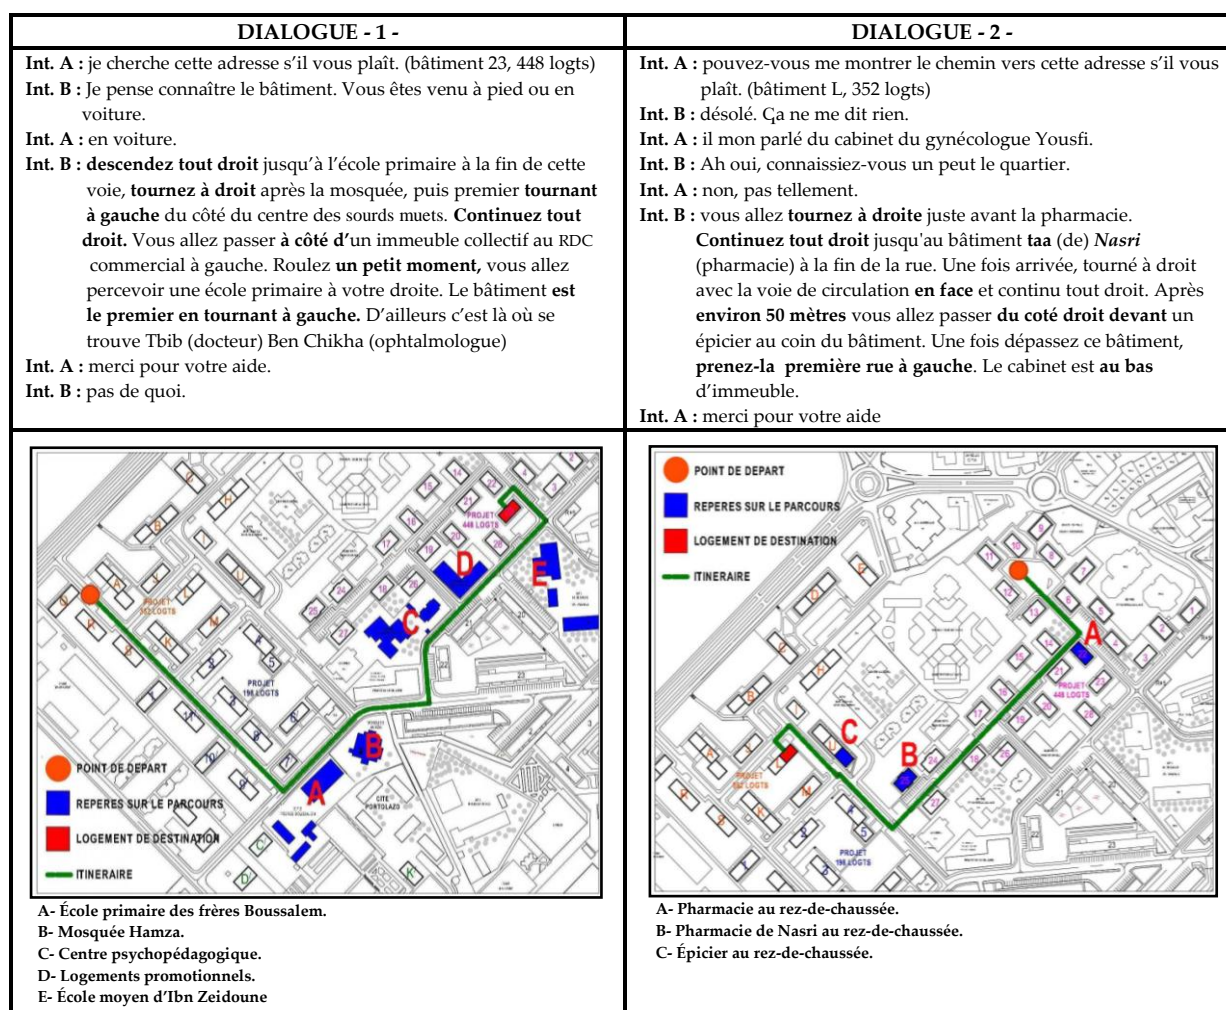 DIALOGUE - 1 -
Int. A : je cherche cette adresse s’il vous plaît. (bâtiment 23, 448 logts)
Int. B : Je pense connaître le bâtiment. Vous êtes venu à pied ou en
voiture.
Int. A : en voiture.
Int. B : descendez tout droit jusqu’à l’école primaire à la fin de cette
voie, tournez à droit après la mosquée, puis premier tournant
à gauche du côté du centre des sourds muets. Continuez tout
droit. Vous allez passer à côté d’un immeuble collectif au RDC
commercial à gauche. Roulez un petit moment, vous allez
percevoir une école primaire à votre droite. Le bâtiment est
le premier en tournant à gauche. D’ailleurs c’est là où se
trouve Tbib (docteur) Ben Chikha (ophtalmologue)
Int. A : merci pour votre aide.
Int. B : pas de quoi.
DIALOGUE - 2 -
Int. A : pouvez-vous me montrer le chemin vers cette adresse s’il vous
plaît. (bâtiment L, 352 logts)
Int. B : désolé. Ça ne me dit rien.
Int. A : il mon parlé du cabinet du gynécologue Yousfi.
Int. B : Ah oui, connaissiez-vous un peut le quartier.
Int. A : non, pas tellement.
Int. B : vous allez tournez à droite juste avant la pharmacie.
Continuez tout droit jusqu'au bâtiment taa (de) Nasri
(pharmacie) à la fin de la rue. Une fois arrivée, tourné à droit
avec la voie de circulation en face et continu tout droit. Après
environ 50 mètres vous allez passer du coté droit devant un
épicier au coin du bâtiment. Une fois dépassez ce bâtiment,
prenez-la première rue à gauche. Le cabinet est au bas
d’immeuble.
Int. A : merci pour votre aide
PROJET
448 LOGTS
PROJET
198 LOGTS
A
B
C
D
E
CITE
PORTOLAZO
POINT DE DEPART
REPERES SUR LE PARCOURS
LOGEMENT DE DESTINATION
ITINERAIRE
A- École primaire des frères Boussalem.
B- Mosquée Hamza.
C- Centre psychopédagogique.
D- Logements promotionnels.
E- École moyen d’Ibn Zeidoune
POINT DE DEPART
REPERES SUR LE PARCOURS
LOGEMENT DE DESTINATION
ITINERAIRE
A
B
C
PROJET
448 LOGTS
PROJET
198 LOGTS
A- Pharmacie au rez-de-chaussée.
B- Pharmacie de Nasri au rez-de-chaussée.
C- Épicier au rez-de-chaussée.